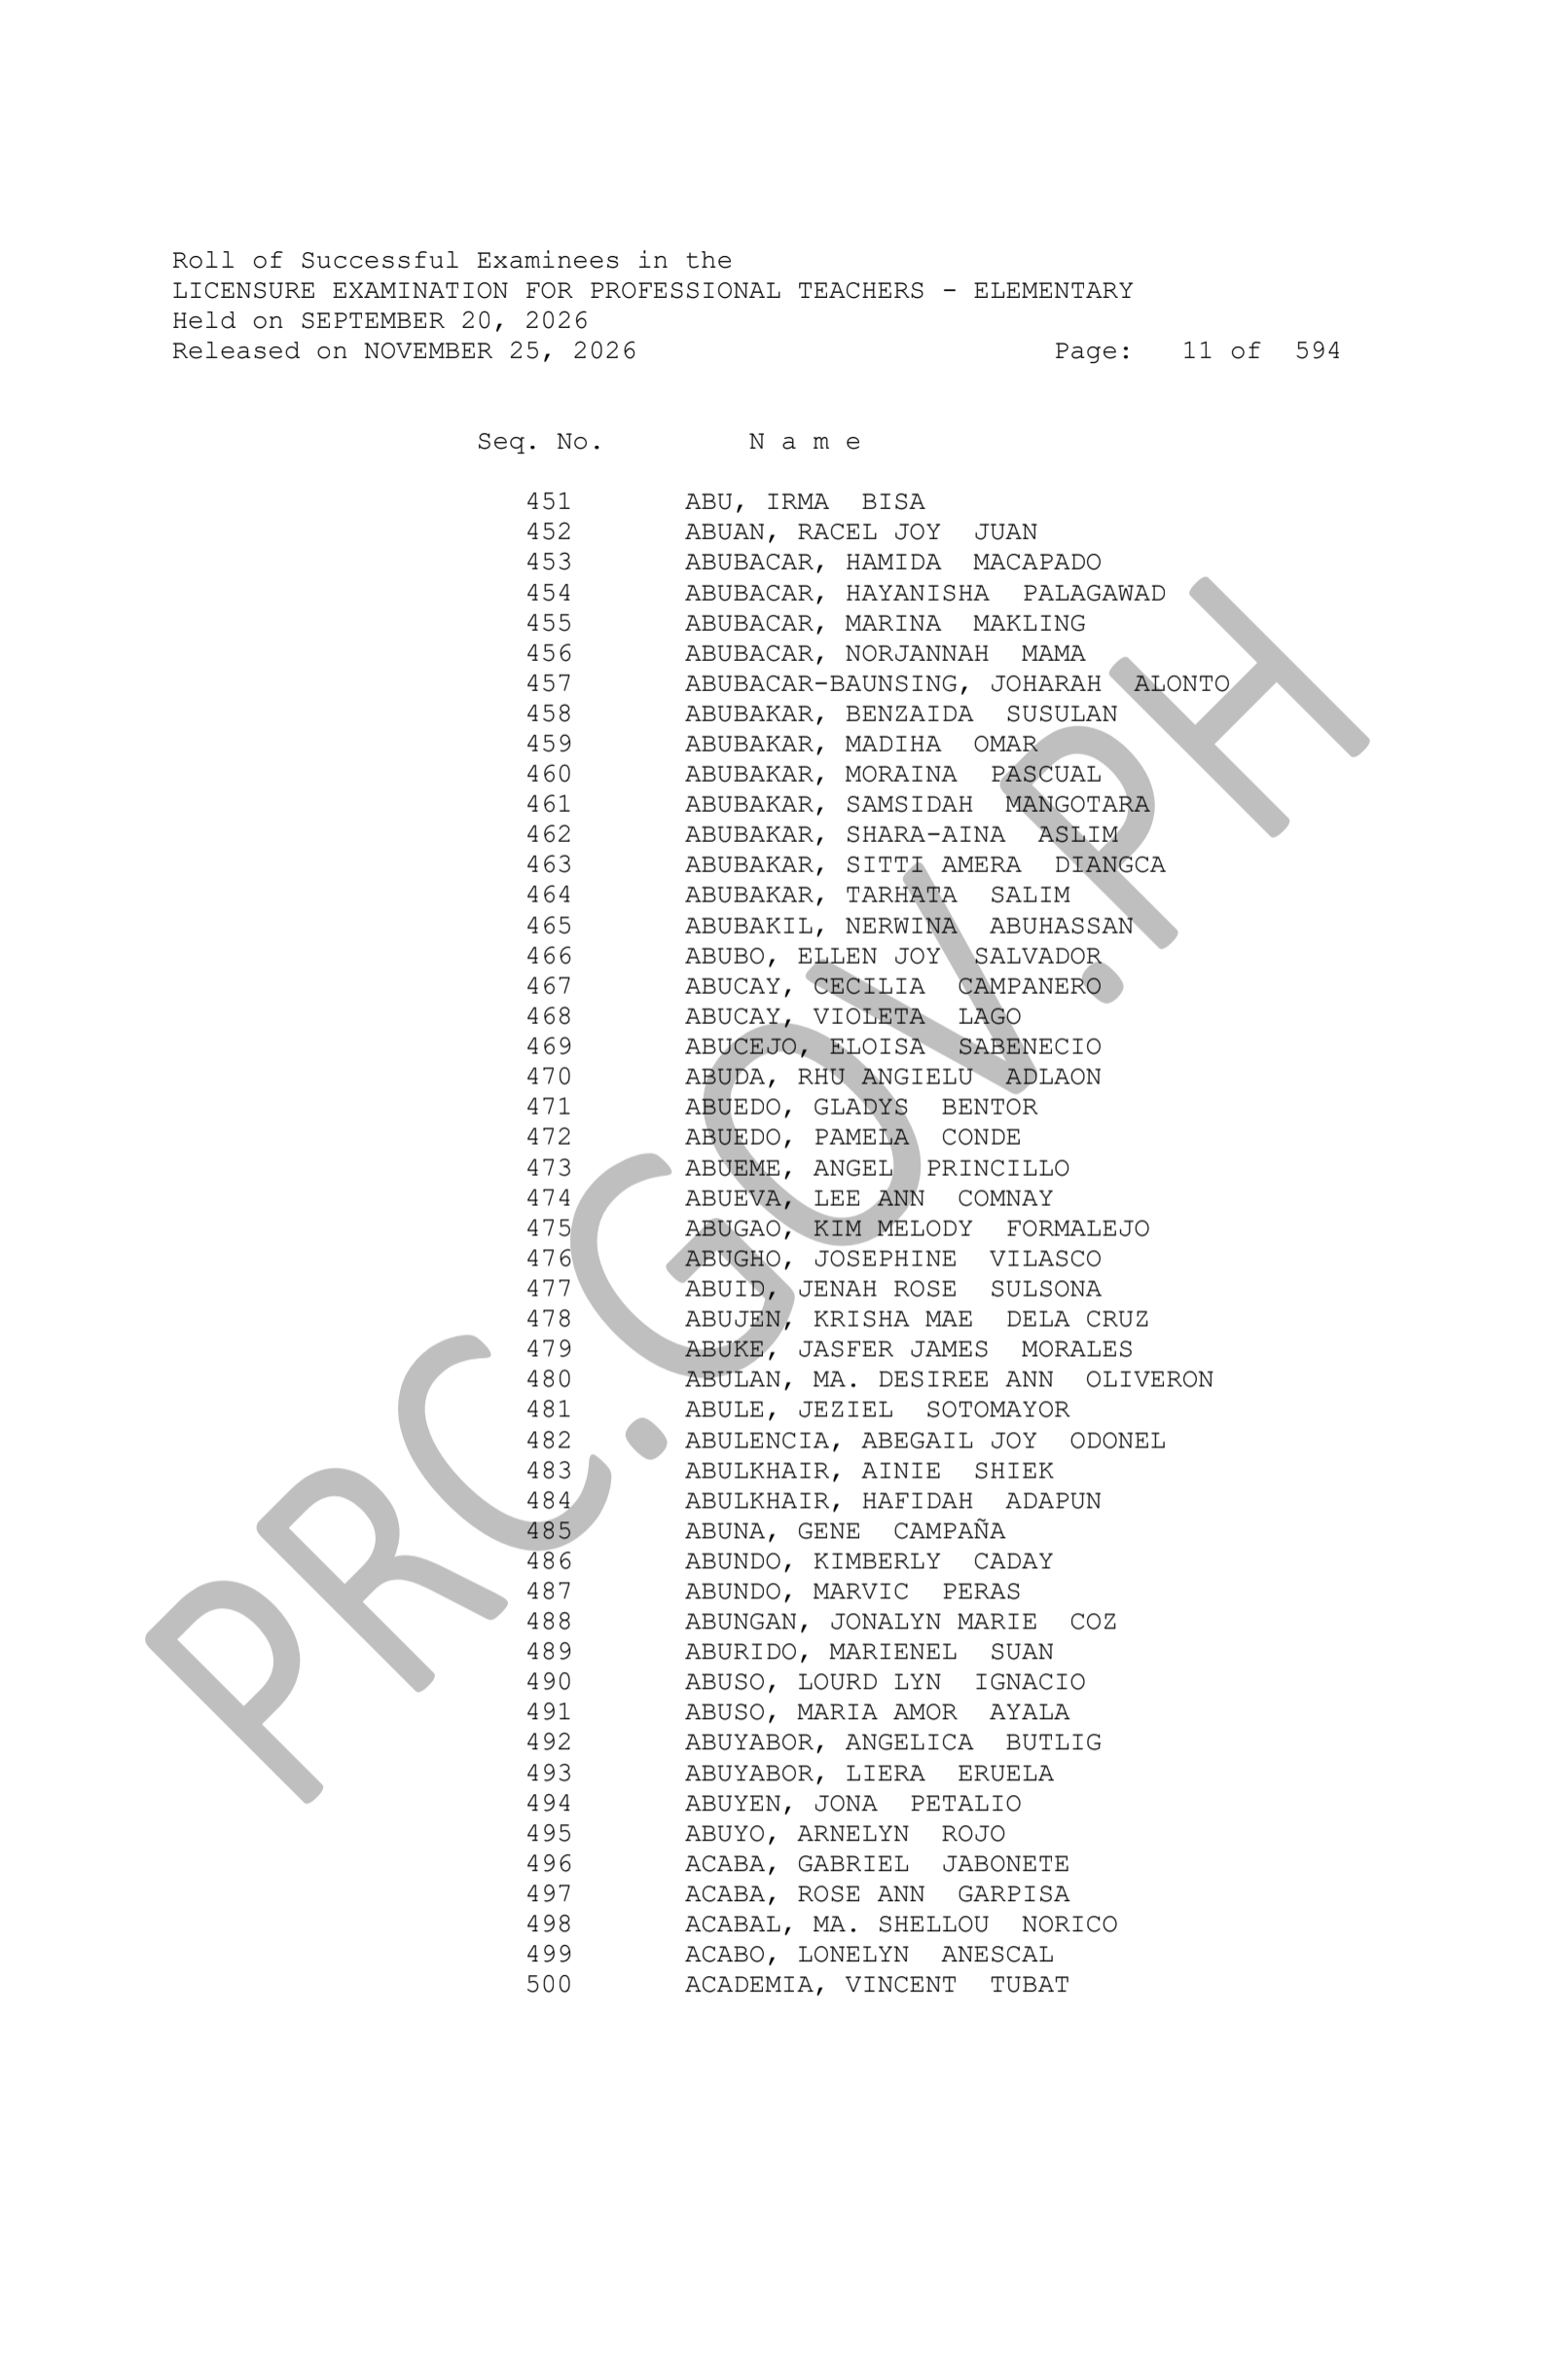 Roll of Successful Examinees in the
LICENSURE EXAMINATION FOR PROFESSIONAL TEACHERS - ELEMENTARY
Held on SEPTEMBER 20, 2026
Released on NOVEMBER 25, 2026 Page: 11 of 594
Seq. No. N a m e
451 ABU, IRMA BISA
452 ABUAN, RACEL JOY JUAN
453 ABUBACAR, HAMIDA MACAPADO
454 ABUBACAR, HAYANISHA PALAGAWAD
455 ABUBACAR, MARINA MAKLING
456 ABUBACAR, NORJANNAH MAMA
457 ABUBACAR-BAUNSING, JOHARAH ALONTO
458 ABUBAKAR, BENZAIDA SUSULAN
459 ABUBAKAR, MADIHA OMAR
460 ABUBAKAR, MORAINA PASCUAL
461 ABUBAKAR, SAMSIDAH MANGOTARA
462 ABUBAKAR, SHARA-AINA ASLIM
463 ABUBAKAR, SITTI AMERA DIANGCA
464 ABUBAKAR, TARHATA SALIM
465 ABUBAKIL, NERWINA ABUHASSAN
466 ABUBO, ELLEN JOY SALVADOR
467 ABUCAY, CECILIA CAMPANERO
468 ABUCAY, VIOLETA LAGO
469 ABUCEJO, ELOISA SABENECIO
470 ABUDA, RHU ANGIELU ADLAON
471 ABUEDO, GLADYS BENTOR
472 ABUEDO, PAMELA CONDE
473 ABUEME, ANGEL PRINCILLO
474 ABUEVA, LEE ANN COMNAY
475 ABUGAO, KIM MELODY FORMALEJO
476 ABUGHO, JOSEPHINE VILASCO
477 ABUID, JENAH ROSE SULSONA
478 ABUJEN, KRISHA MAE DELA CRUZ
479 ABUKE, JASFER JAMES MORALES
480 ABULAN, MA. DESIREE ANN OLIVERON
481 ABULE, JEZIEL SOTOMAYOR
482 ABULENCIA, ABEGAIL JOY ODONEL
483 ABULKHAIR, AINIE SHIEK
484 ABULKHAIR, HAFIDAH ADAPUN
485 ABUNA, GENE CAMPAÑA
486 ABUNDO, KIMBERLY CADAY
487 ABUNDO, MARVIC PERAS
488 ABUNGAN, JONALYN MARIE COZ
489 ABURIDO, MARIENEL SUAN
490 ABUSO, LOURD LYN IGNACIO
491 ABUSO, MARIA AMOR AYALA
492 ABUYABOR, ANGELICA BUTLIG
493 ABUYABOR, LIERA ERUELA
494 ABUYEN, JONA PETALIO
495 ABUYO, ARNELYN ROJO
496 ACABA, GABRIEL JABONETE
497 ACABA, ROSE ANN GARPISA
498 ACABAL, MA. SHELLOU NORICO
499 ACABO, LONELYN ANESCAL
500 ACADEMIA, VINCENT TUBAT
PRC.GOV.PH